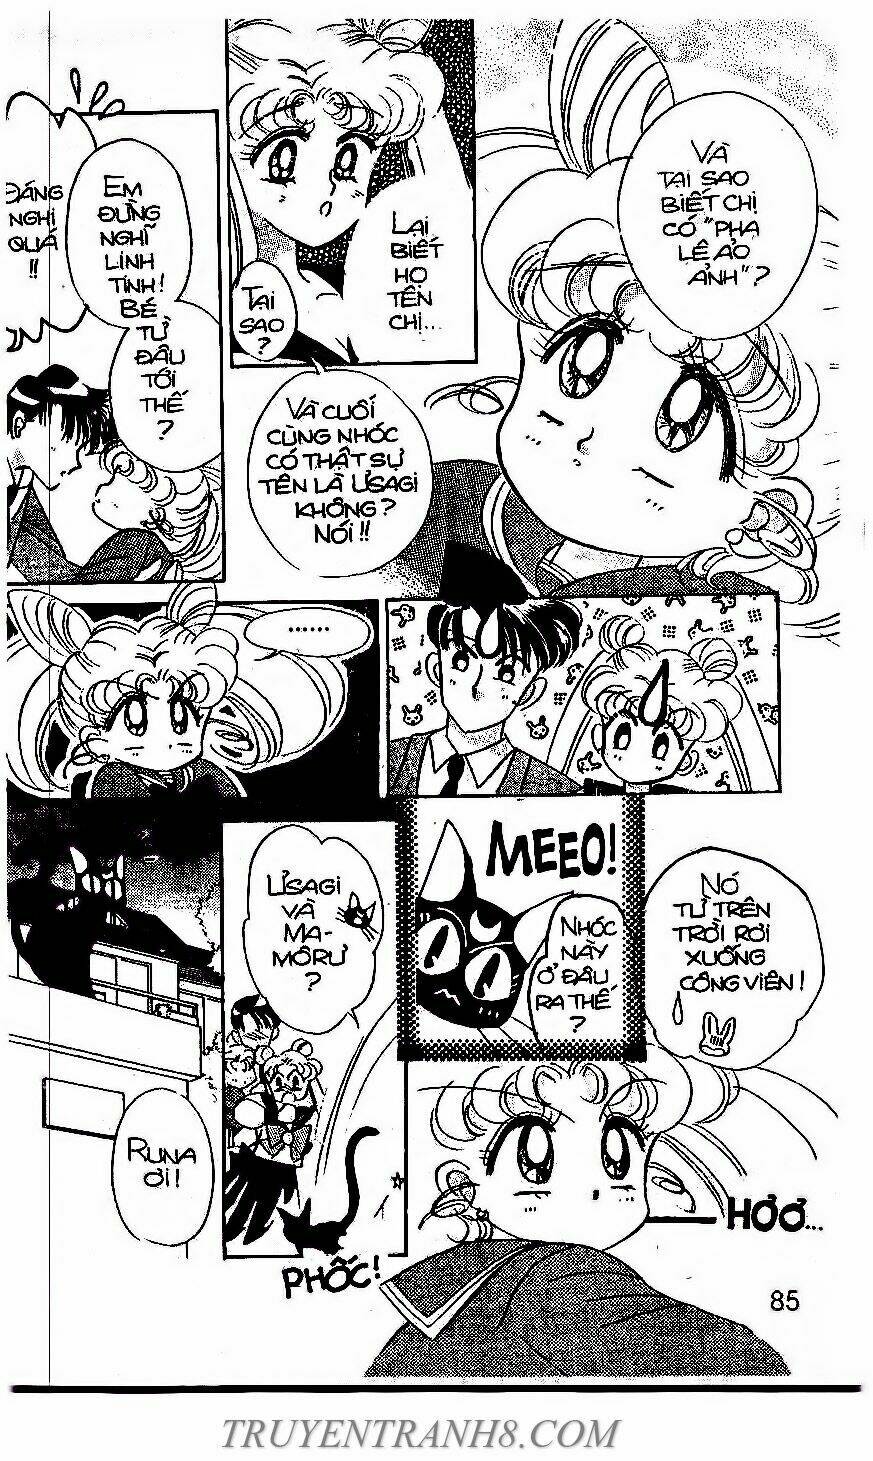 ĐÁNG
NGHI
QUÁ
!!
EM
ĐỪNG
NGHĨ
LINH
TINH!
BÉ
TỪ
ĐÂU
TỚI
THẾ
?
TẠI
SAO
?
LẠI
BIẾT
HỌ
TÊN
CHỊ...
VÀ
TẠI SAO
BIẾT CHỊ
CÓ "PHA
LÊ ẢO
ẢNH"?
VÀ CUỐI
CÙNG NHÓC
CÓ THẬT SỰ
TÊN LÀ USAGI
KHÔNG?
NÓI!!
......
RUNA
ƠI!
USAGI
VÀ
MA-
MÔRƯ
?
PHỐC!
MEEO!
NHÓC
NÀY
Ở ĐÂU
RA THẾ
?
NÓ
TỪ TRÊN
TRỜI RƠI
XUỐNG
CÔNG VIÊN!
HƠƠ...
85
TRUYENTRANH8.COM